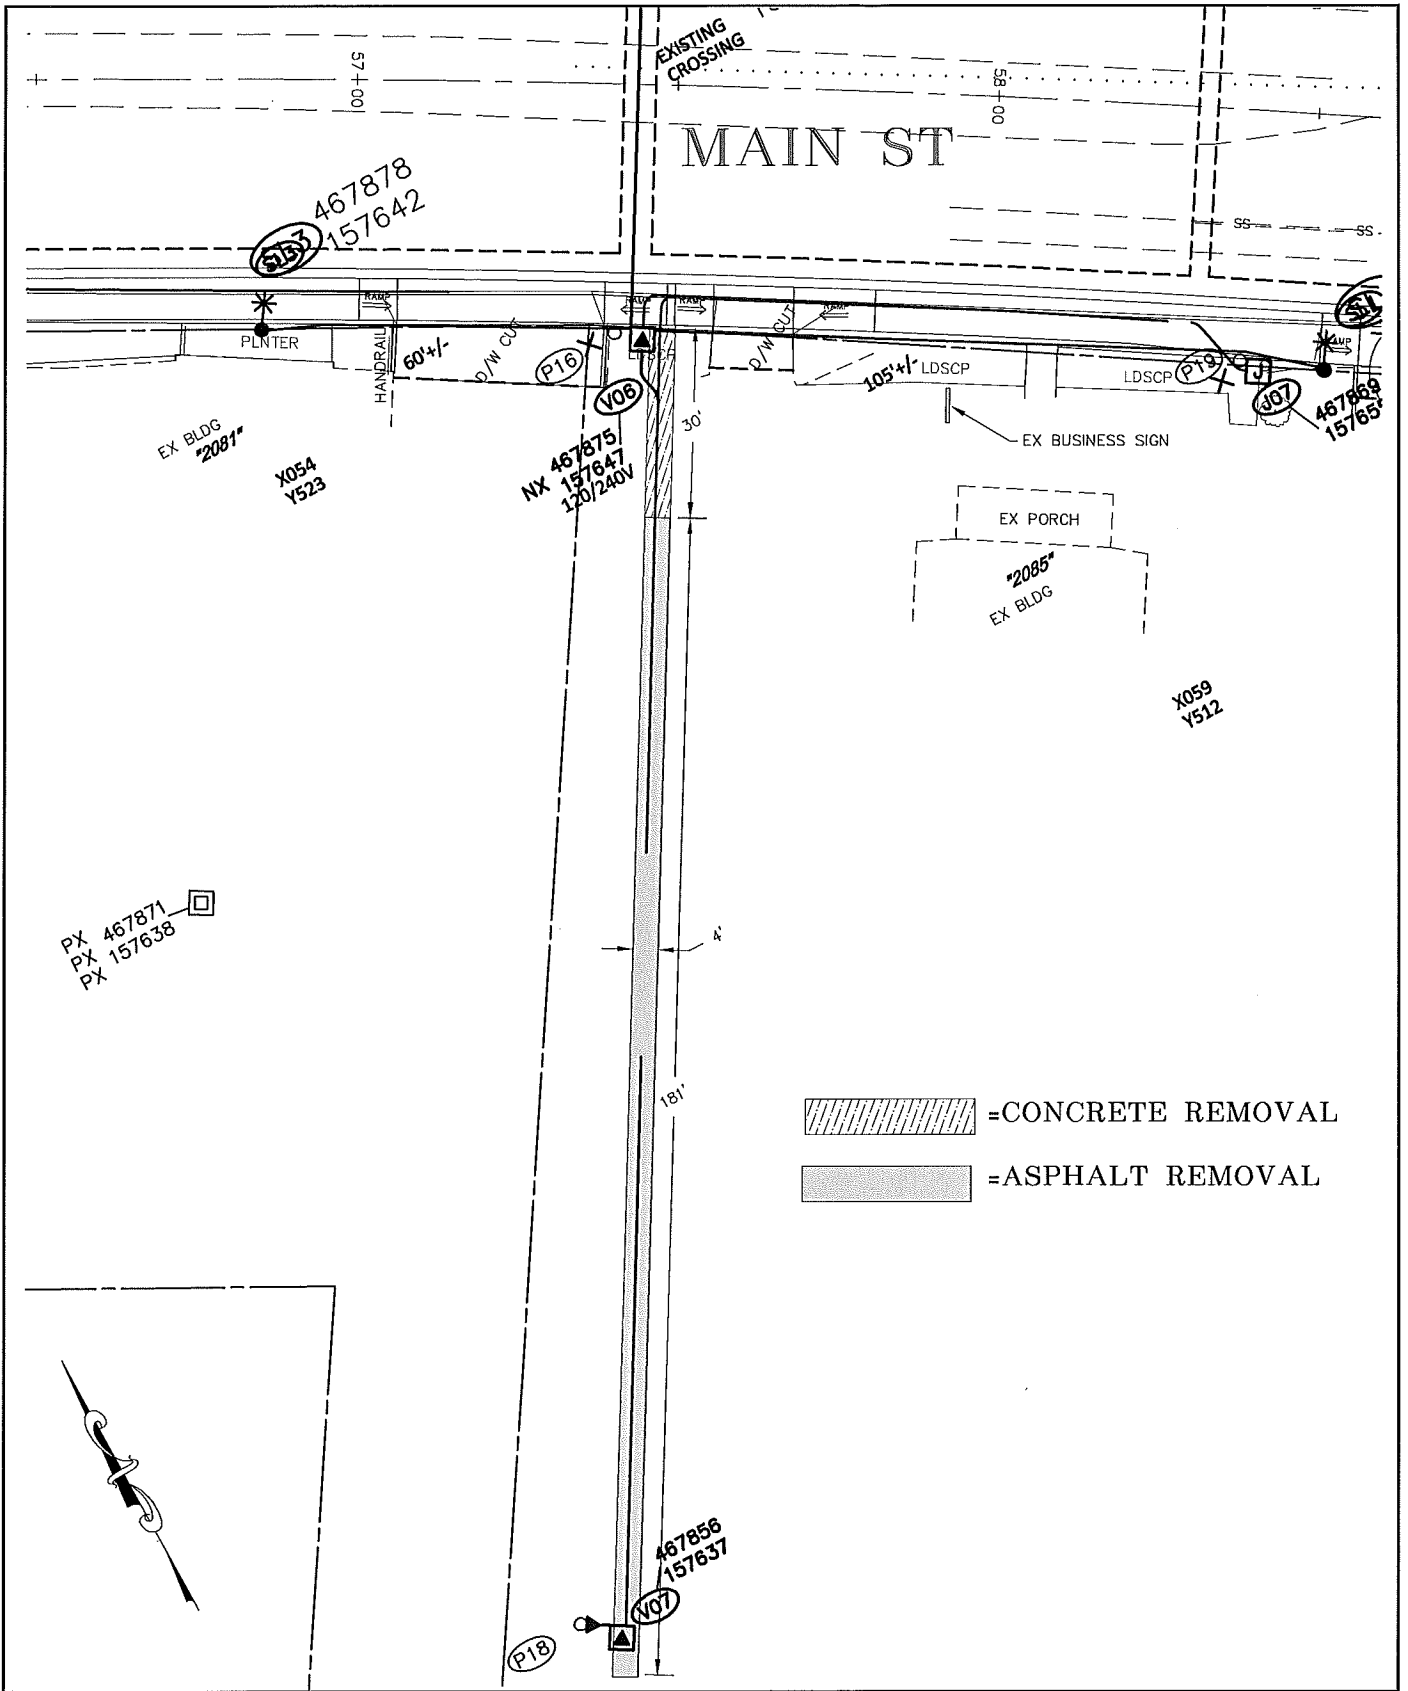 EXISTING
CROSSING
57+00
58+00
MAIN ST
467878
157642
S13
SS
SS
RAMP
RAMP
RAMP
RAMP
PLNTER
HANDRAIL
60'+/-
D/W CUT
P16
V06
D/W CUT
105'+/-
LDSCP
LDSCP
P19
J
J07
467869
15765
30'
EX BLDG
"2081"
X054
Y523
NX 467875
157647
120/240V
EX BUSINESS SIGN
EX PORCH
"2085"
EX BLDG
X059
Y512
PX 467871
PX 157638
PX
4'
181'
=CONCRETE REMOVAL
=ASPHALT REMOVAL
467856
157637
V07
P18